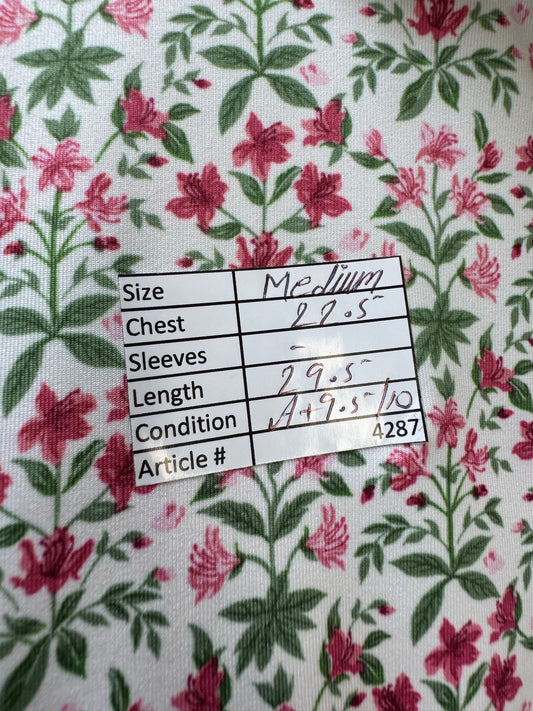 Size Medium
Chest 22.5
Sleeves -
Length 29.5
Condition A+9.5/10
Article # 4287